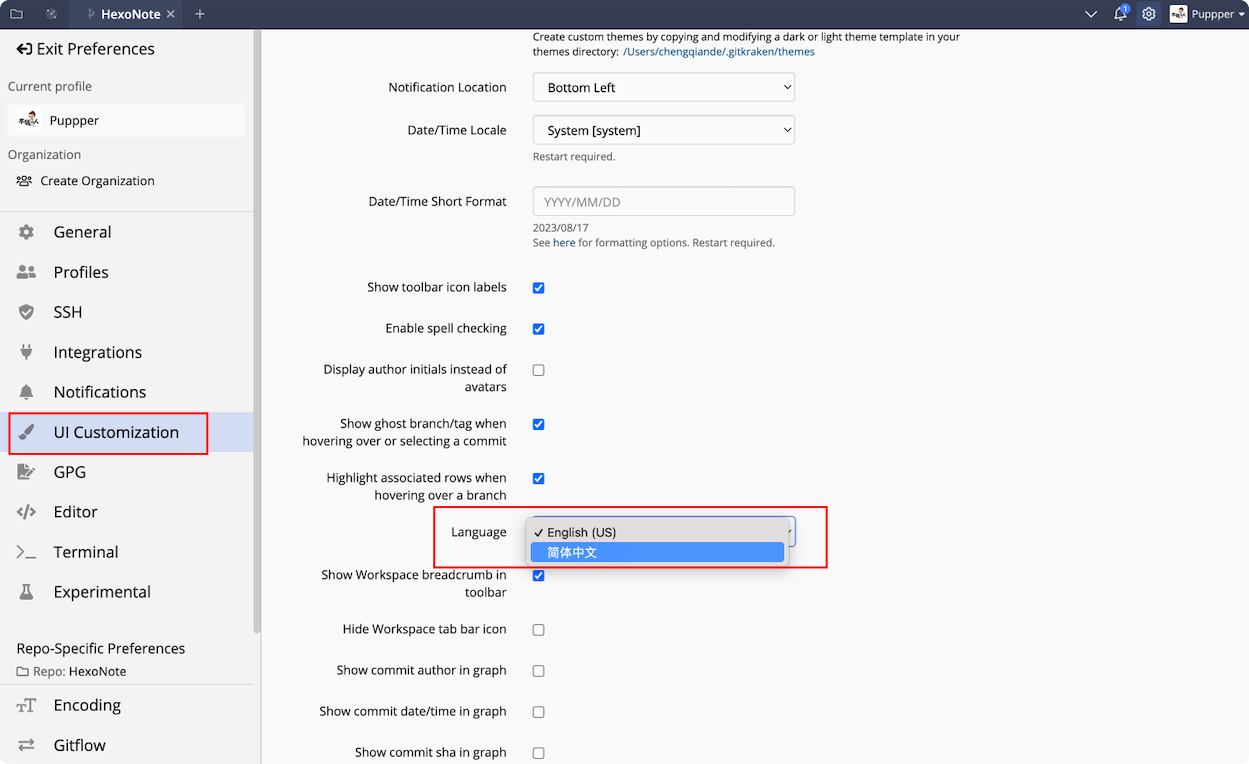 HexoNote
1
Puppper
Exit Preferences
Current profile
Puppper
Organization
Create Organization
General
Profiles
SSH
Integrations
Notifications
UI Customization
GPG
Editor
Terminal
Experimental
Repo-Specific Preferences
Repo: HexoNote
Encoding
Gitflow
Create custom themes by copying and modifying a dark or light theme template in your
themes directory: /Users/chengqiande/.gitkraken/themes
Notification Location
Bottom Left
Date/Time Locale
System [system]
Restart required.
Date/Time Short Format
YYYY/MM/DD
2023/08/17
See here for formatting options. Restart required.
Show toolbar icon labels
Enable spell checking
Display author initials instead of
avatars
Show ghost branch/tag when
hovering over or selecting a commit
Highlight associated rows when
hovering over a branch
Language
English (US)
简体中文
Show Workspace breadcrumb in
toolbar
Hide Workspace tab bar icon
Show commit author in graph
Show commit date/time in graph
Show commit sha in graph